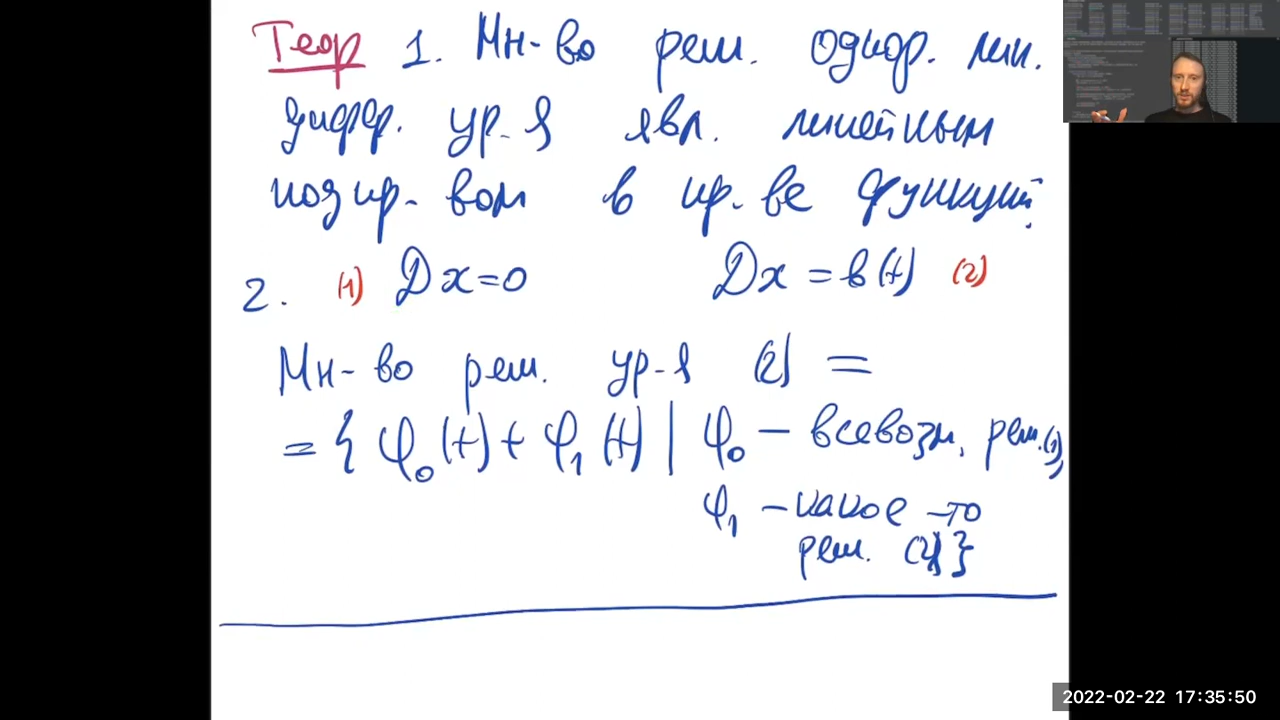 Теор 1. Мн-во реш. однор. лин.
дифер. ур-я явл. линейным
подпр-вом в пр-ве функций.
2. (1) Dx=0 Dx = b(t) (2)
Мн-во реш. ур-я (2) =
= { φ₀(t) + φ₁(t) | φ₀ – всевозм. реш.(1),
φ₁ – какое-то
реш. (2) }
2022-02-22 17:35:50